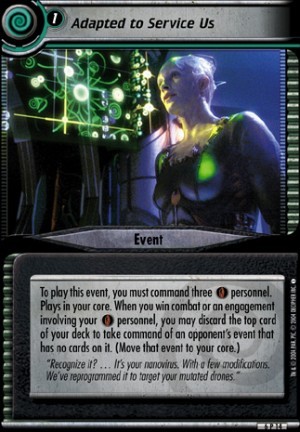 1 Adapted to Service Us
Event
To play this event, you must command three personnel.
Plays in your core. When you win combat or an engagement
involving your personnel, you may discard the top card
of your deck to take command of an opponent's event that
has no cards on it. (Move that event to your core.)
"Recognize it? ... It's your nanovirus. With a few modifications.
We've reprogrammed it to target your mutated drones."
6 P 14